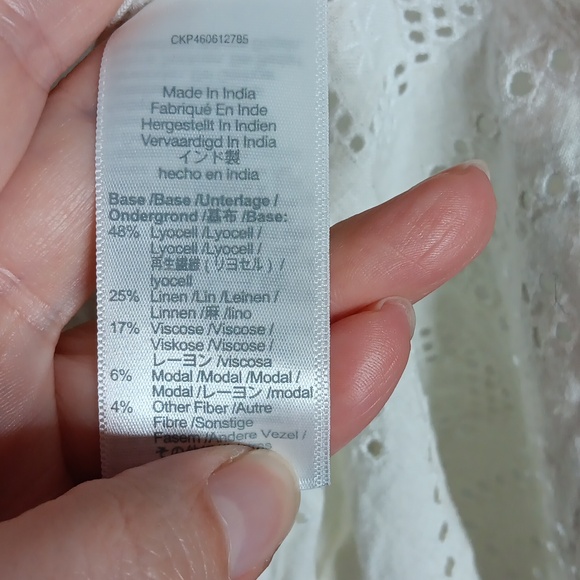 CKP460612785
Made In India
Fabriqué En Inde
Hergestellt In Indien
Vervaardigd In India
インド製
hecho en india
Base /Base /Unterlage /
Ondergrond /基布 /Base:
48% Lyocell /Lyocell /
Lyocell /Lyocell /
再生繊維 (リヨセル) /
lyocell
25% Linen /Lin /Leinen /
Linnen /麻 /lino
17% Viscose /Viscose /
Viskose /Viscose /
レーヨン /viscosa
6% Modal /Modal /Modal /
Modal /レーヨン /modal
4% Other Fiber /Autre
Fibre /Sonstige
Fasern /Andere Vezel /